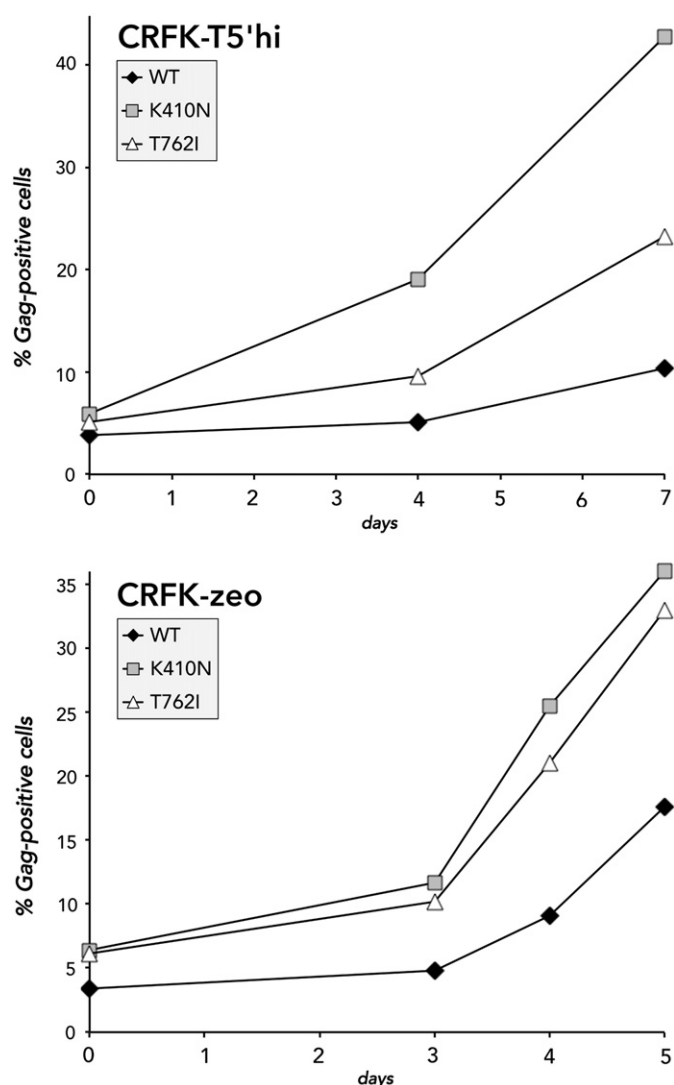 CRFK-T5'hi
WT
K410N
T762I
% Gag-positive cells
40
30
20
10
0
0 1 2 3 4 5 6 7
days
CRFK-zeo
WT
K410N
T762I
% Gag-positive cells
35
30
25
20
15
10
5
0
0 1 2 3 4 5
days